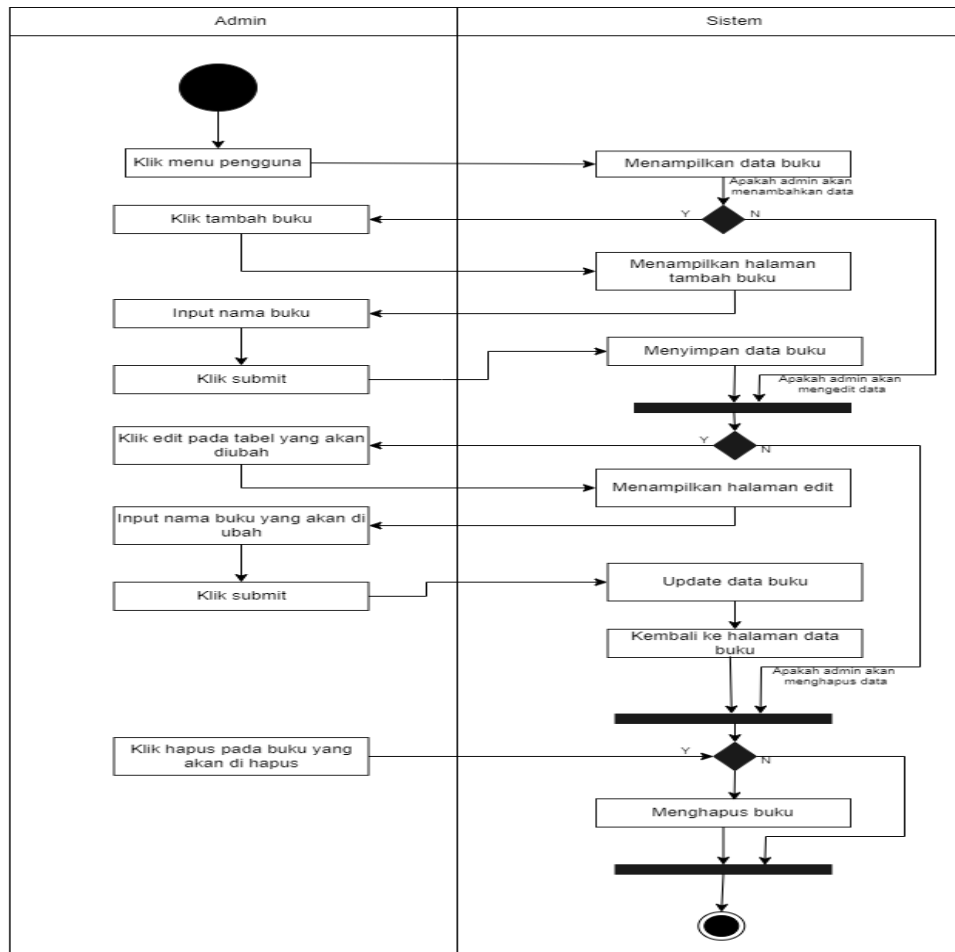 Admin
Sistem
Klik menu pengguna
Menampilkan data buku
Apakah admin akan
menambahkan data
Y
N
Klik tambah buku
Menampilkan halaman
tambah buku
Input nama buku
Klik submit
Menyimpan data buku
Apakah admin akan
mengedit data
Klik edit pada tabel yang akan
diubah
Y
N
Menampilkan halaman edit
Input nama buku yang akan di
ubah
Klik submit
Update data buku
Kembali ke halaman data
buku
Apakah admin akan
menghapus data
Klik hapus pada buku yang
akan di hapus
Y
N
Menghapus buku